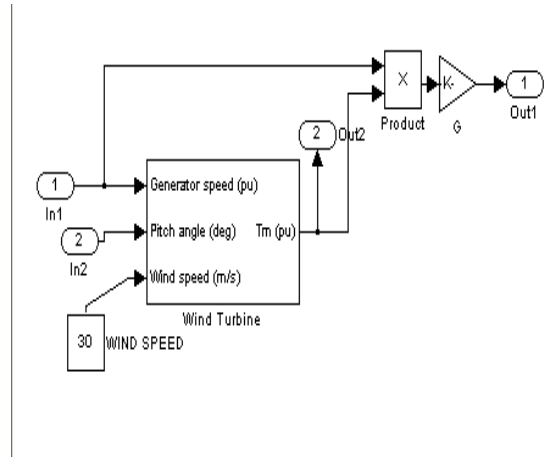 X
Product
K-
G
1
Out1
2
Out2
1
In1
Generator speed (pu)
2
In2
Pitch angle (deg)
Tm (pu)
Wind speed (m/s)
Wind Turbine
30
WIND SPEED